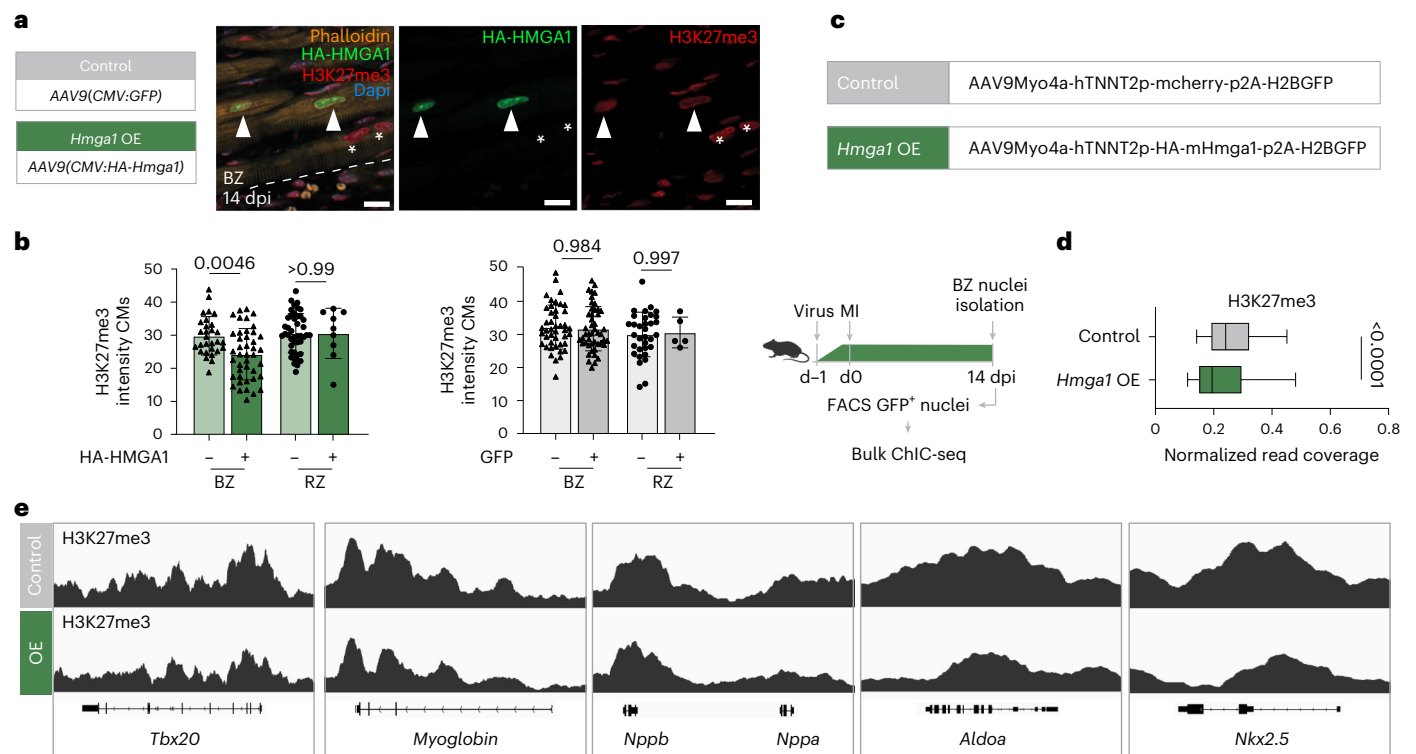 a
Control
AAV9(CMV:GFP)
Hmga1 OE
AAV9(CMV:HA-Hmga1)
Phalloidin
HA-HMGA1
H3K27me3
Dapi
BZ
14 dpi
HA-HMGA1
H3K27me3
c
Control
AAV9Myo4a-hTNNT2p-mcherry-p2A-H2BGFP
Hmga1 OE
AAV9Myo4a-hTNNT2p-HA-mHmga1-p2A-H2BGFP
b
H3K27me3
intensity CMs
50
40
30
20
10
0
0.0046
>0.99
HA-HMGA1
– + – +
BZ RZ
H3K27me3
intensity CMs
50
40
30
20
10
0
0.984
0.997
GFP
– + – +
BZ RZ
BZ nuclei
isolation
Virus MI
d–1 d0 14 dpi
FACS GFP+ nuclei
Bulk ChIC-seq
d
H3K27me3
Control
Hmga1 OE
<0.0001
0 0.2 0.4 0.6 0.8
Normalized read coverage
e
Control
H3K27me3
OE
H3K27me3
Tbx20
Myoglobin
Nppb Nppa
Aldoa
Nkx2.5